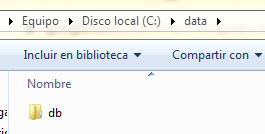 Equipo ▸ Disco local (C:) ▸ data ▸
Incluir en biblioteca ▼ Compartir con ▼
Nombre
db